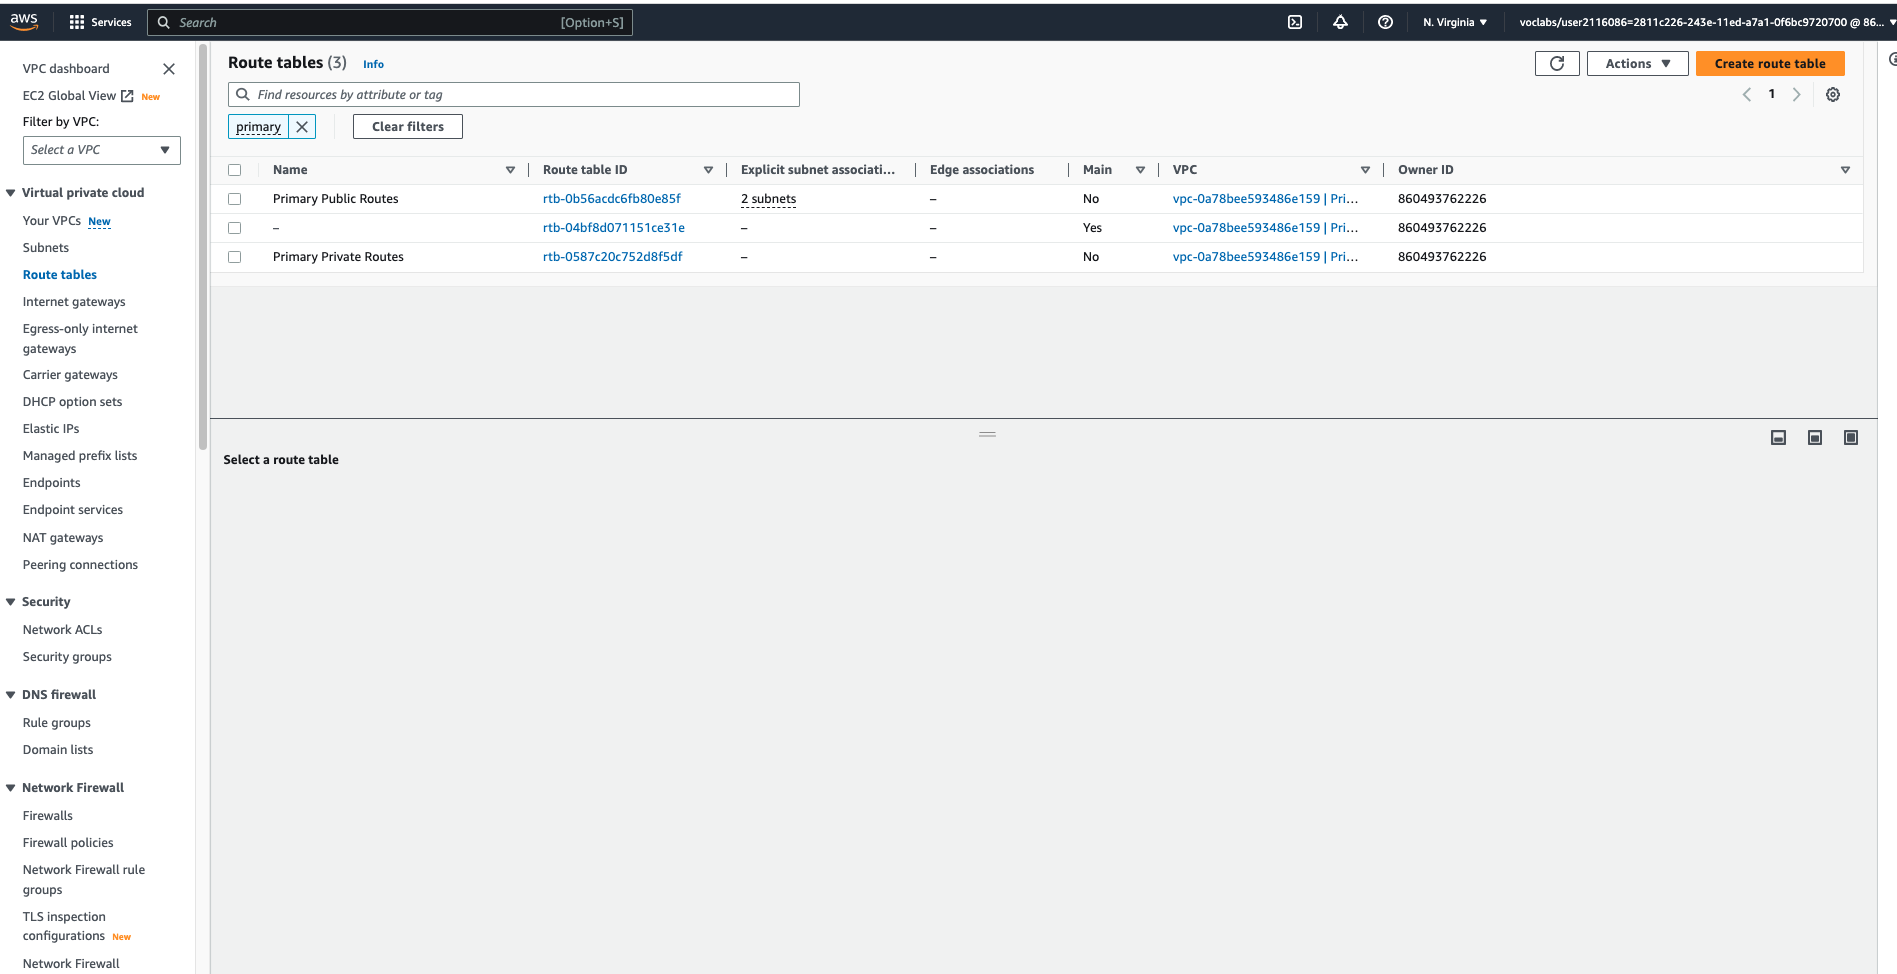 aws
Services
Search
[Option+S]
N. Virginia
voclabs/user2116086=2811c226-243e-11ed-a7a1-0f6bc9720700 @ 86...
VPC dashboard
EC2 Global View
New
Filter by VPC:
Select a VPC
Virtual private cloud
Your VPCs New
Subnets
Route tables
Internet gateways
Egress-only internet
gateways
Carrier gateways
DHCP option sets
Elastic IPs
Managed prefix lists
Endpoints
Endpoint services
NAT gateways
Peering connections
Security
Network ACLs
Security groups
DNS firewall
Rule groups
Domain lists
Network Firewall
Firewalls
Firewall policies
Network Firewall rule
groups
TLS inspection
configurations New
Network Firewall
Route tables (3) Info
Actions
Create route table
Find resources by attribute or tag
1
primary
Clear filters
Name Route table ID Explicit subnet associati... Edge associations Main VPC Owner ID
Primary Public Routes rtb-0b56acdc6fb80e85f 2 subnets – No vpc-0a78bee593486e159 | Pri... 860493762226
– rtb-04bf8d071151ce31e – – Yes vpc-0a78bee593486e159 | Pri... 860493762226
Primary Private Routes rtb-0587c20c752d8f5df – – No vpc-0a78bee593486e159 | Pri... 860493762226
Select a route table